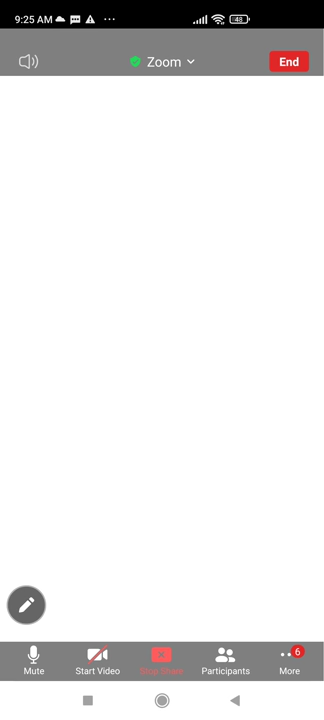 9:25 AM
48
Zoom
End
Mute
Start Video
Stop Share
Participants
6
More